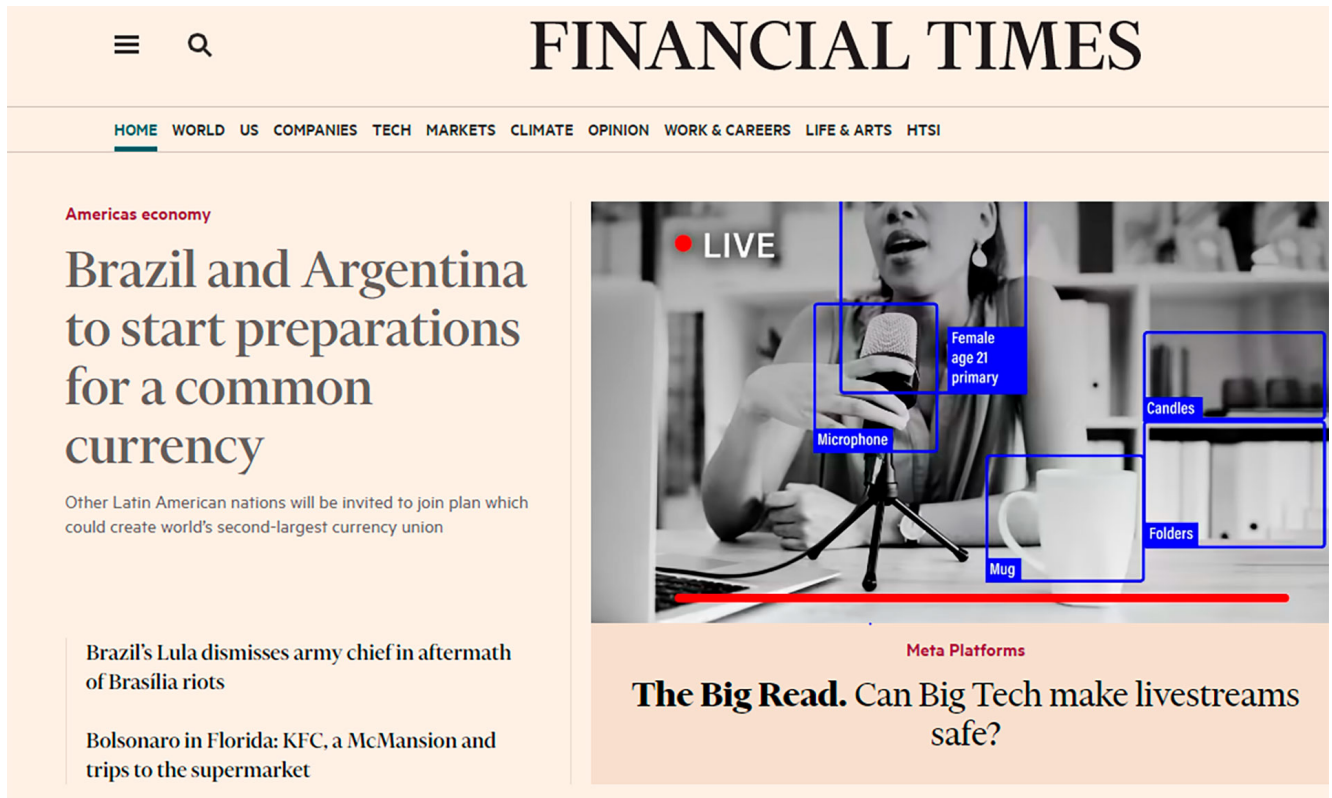 FINANCIAL TIMES
HOME WORLD US COMPANIES TECH MARKETS CLIMATE OPINION WORK & CAREERS LIFE & ARTS HTSI
Americas economy
Brazil and Argentina
to start preparations
for a common
currency
Other Latin American nations will be invited to join plan which
could create world's second-largest currency union
Brazil's Lula dismisses army chief in aftermath
of Brasília riots
Bolsonaro in Florida: KFC, a McMansion and
trips to the supermarket
LIVE
Female
age 21
primary
Microphone
Candles
Folders
Mug
Meta Platforms
The Big Read. Can Big Tech make livestreams
safe?